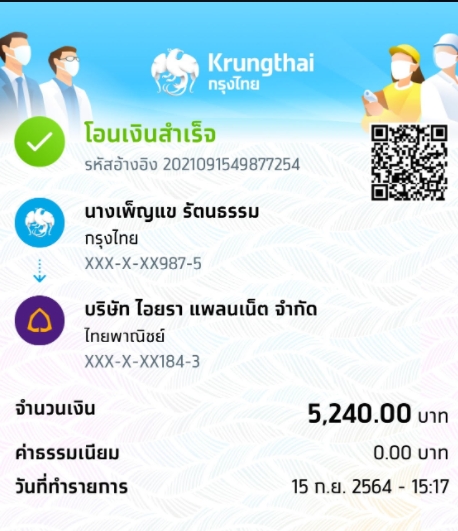 Krungthai
กรุงไทย
โอนเงินสำเร็จ
รหัสอ้างอิง 2021091549877254
นางเพ็ญแข รัตนธรรม
กรุงไทย
XXX-X-XX987-5
บริษัท ไอยรา แพลนเน็ต จำกัด
ไทยพาณิชย์
XXX-X-XX184-3
จำนวนเงิน 5,240.00 บาท
ค่าธรรมเนียม 0.00 บาท
วันที่ทำรายการ 15 ก.ย. 2564 - 15:17